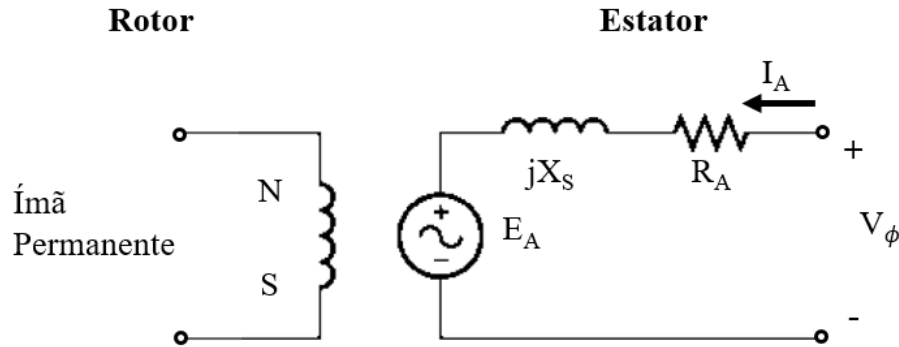 Rotor
Estator
I_A
N
S
Ímã
Permanente
+
−
E_A
jX_S
R_A
+
V_ϕ
-